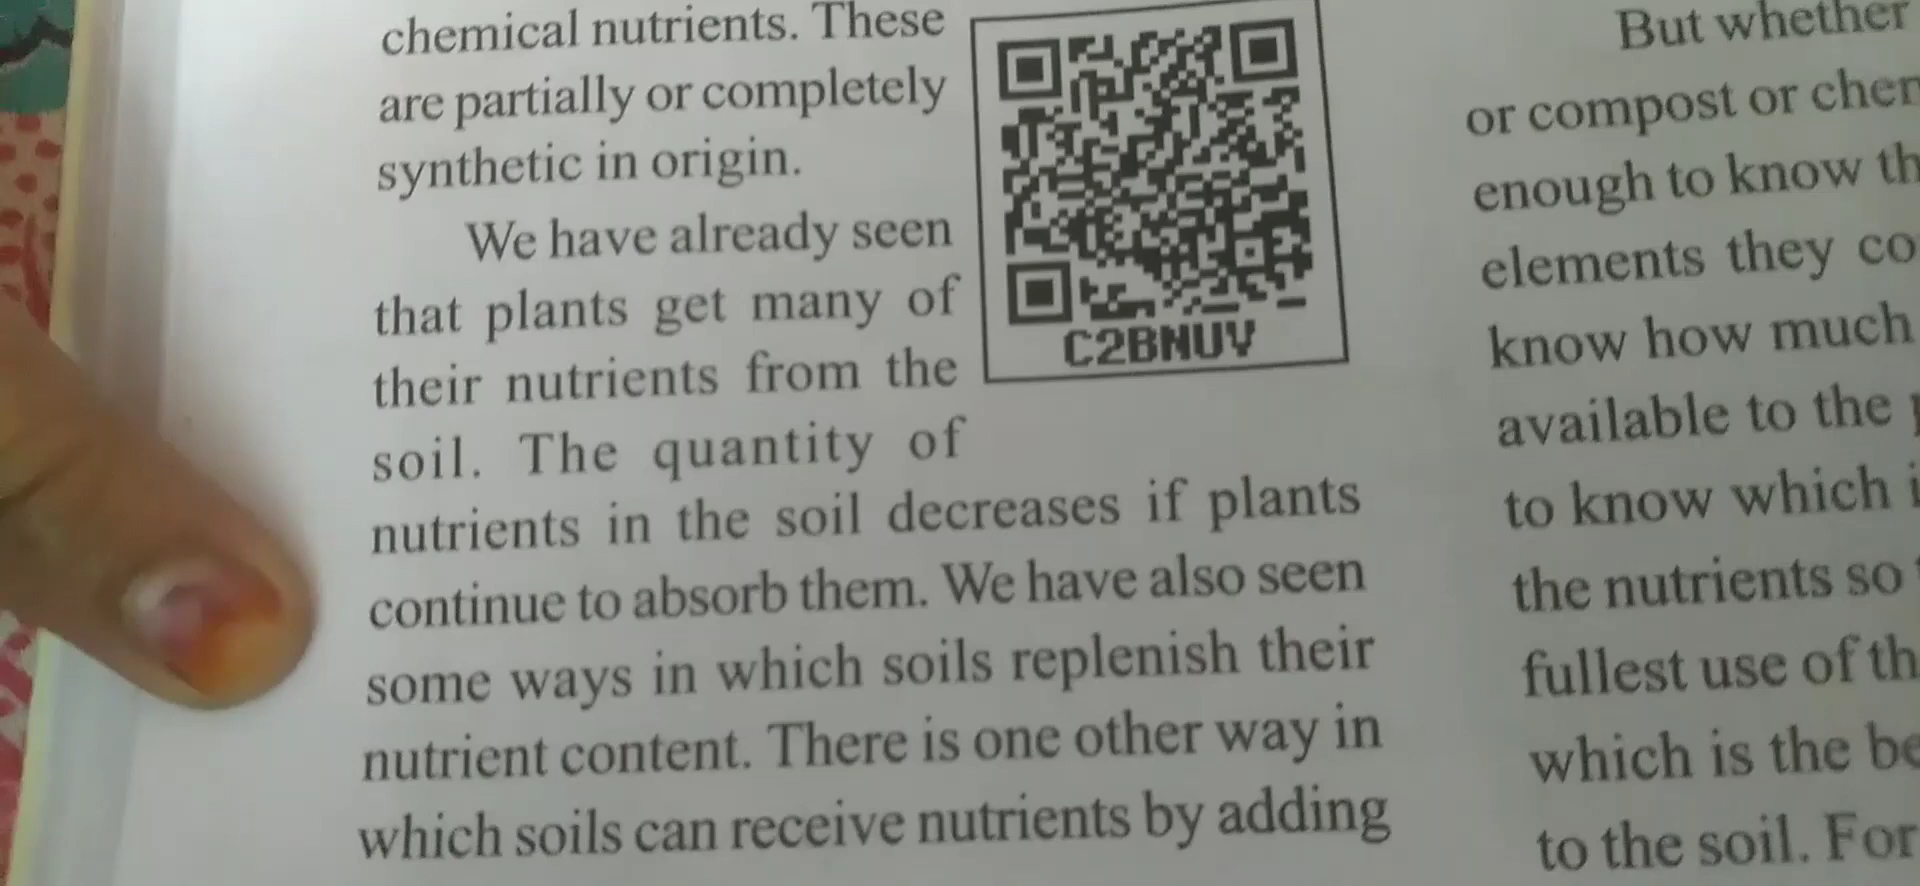 chemical nutrients. These
are partially or completely
synthetic in origin.
We have already seen
that plants get many of
their nutrients from the
soil. The quantity of
nutrients in the soil decreases if plants
continue to absorb them. We have also seen
some ways in which soils replenish their
nutrient content. There is one other way in
which soils can receive nutrients by adding
C2BNUV
But whether
or compost or
enough to know
elements they
know how much
available to the
to know which
the nutrients so
fullest use of
which is the
to the soil. For